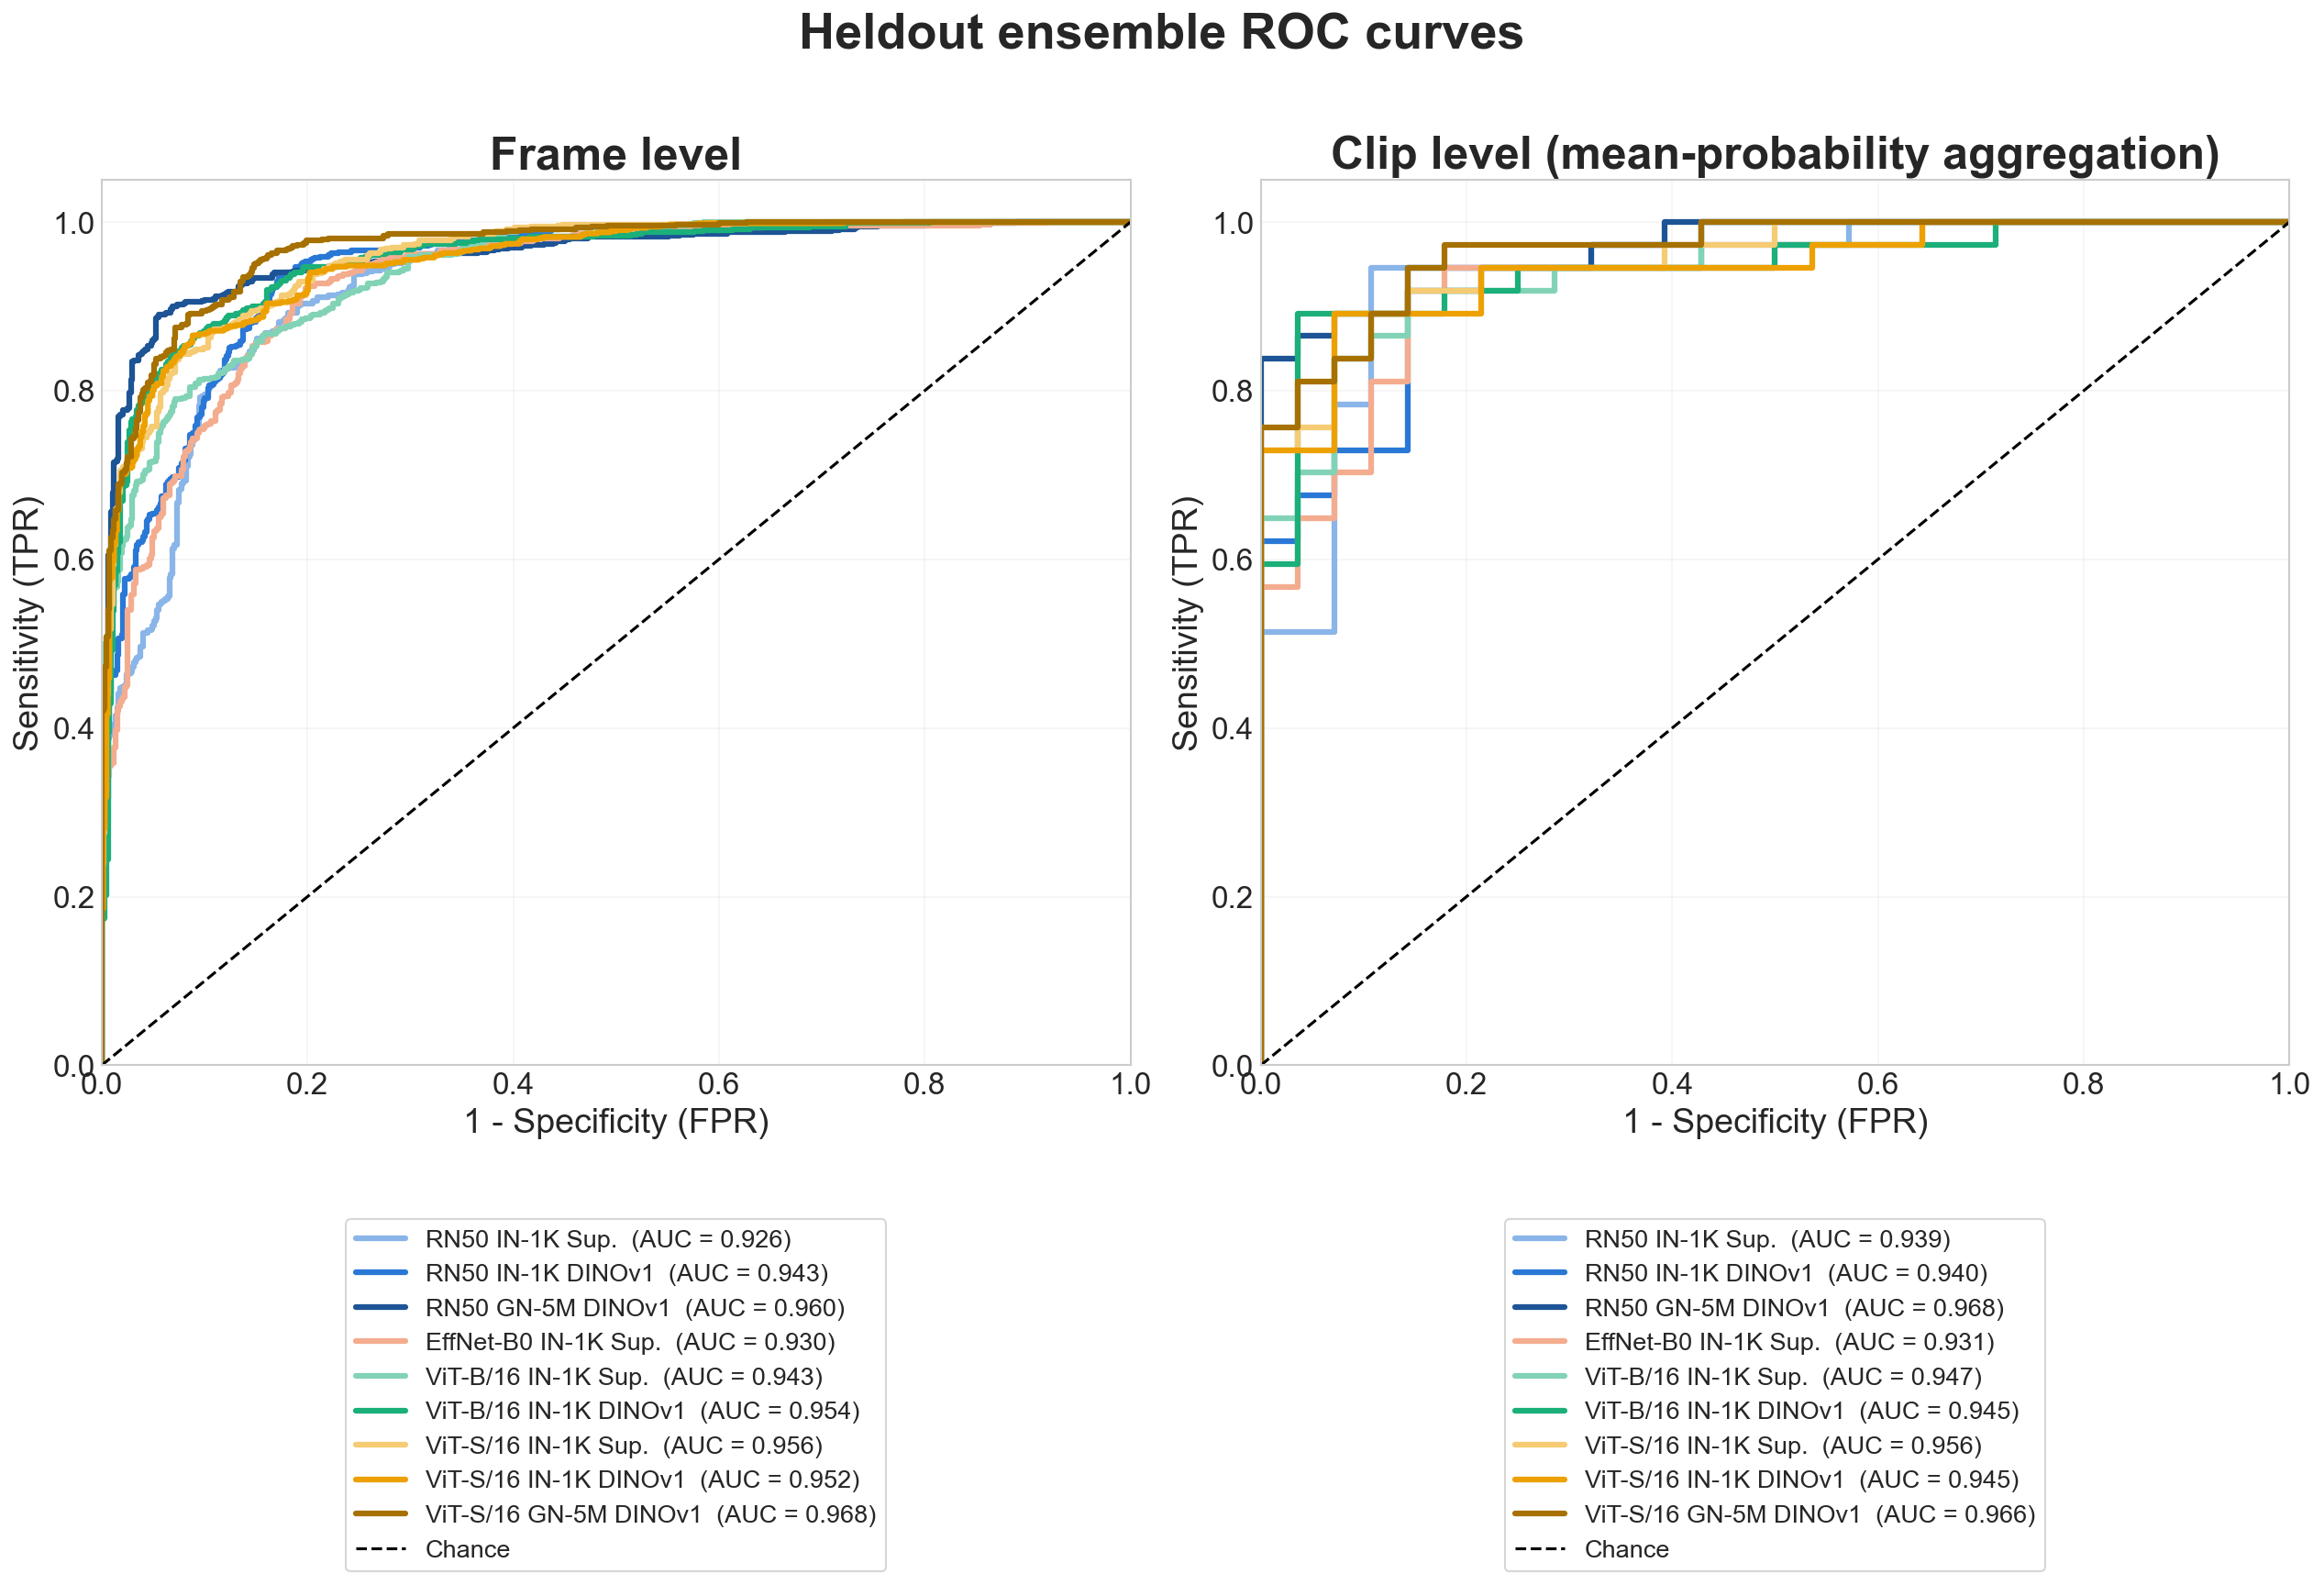 Heldout ensemble ROC curves
Frame level
1.0
0.8
0.6
0.4
0.2
0.0
Sensitivity (TPR)
0.0 0.2 0.4 0.6 0.8 1.0
1 - Specificity (FPR)
RN50 IN-1K Sup. (AUC = 0.926)
RN50 IN-1K DINOv1 (AUC = 0.943)
RN50 GN-5M DINOv1 (AUC = 0.960)
EffNet-B0 IN-1K Sup. (AUC = 0.930)
ViT-B/16 IN-1K Sup. (AUC = 0.943)
ViT-B/16 IN-1K DINOv1 (AUC = 0.954)
ViT-S/16 IN-1K Sup. (AUC = 0.956)
ViT-S/16 IN-1K DINOv1 (AUC = 0.952)
ViT-S/16 GN-5M DINOv1 (AUC = 0.968)
Chance
Clip level (mean-probability aggregation)
1.0
0.8
0.6
0.4
0.2
0.0
Sensitivity (TPR)
0.0 0.2 0.4 0.6 0.8 1.0
1 - Specificity (FPR)
RN50 IN-1K Sup. (AUC = 0.939)
RN50 IN-1K DINOv1 (AUC = 0.940)
RN50 GN-5M DINOv1 (AUC = 0.968)
EffNet-B0 IN-1K Sup. (AUC = 0.931)
ViT-B/16 IN-1K Sup. (AUC = 0.947)
ViT-B/16 IN-1K DINOv1 (AUC = 0.945)
ViT-S/16 IN-1K Sup. (AUC = 0.956)
ViT-S/16 IN-1K DINOv1 (AUC = 0.945)
ViT-S/16 GN-5M DINOv1 (AUC = 0.966)
Chance